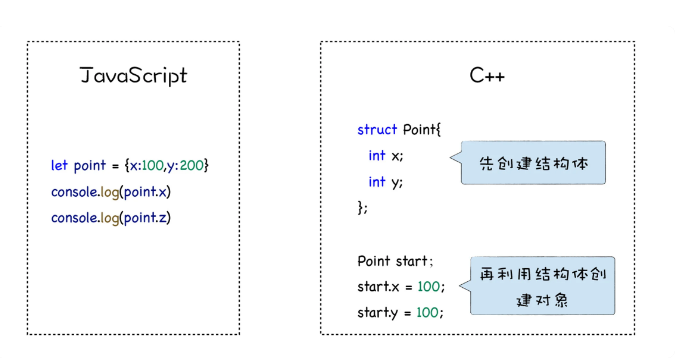 JavaScript
let point = {x:100,y:200}
console.log(point.x)
console.log(point.z)
C++
struct Point{
int x;
int y;
};
先创建结构体
Point start;
start.x = 100;
start.y = 100;
再利用结构体创
建对象